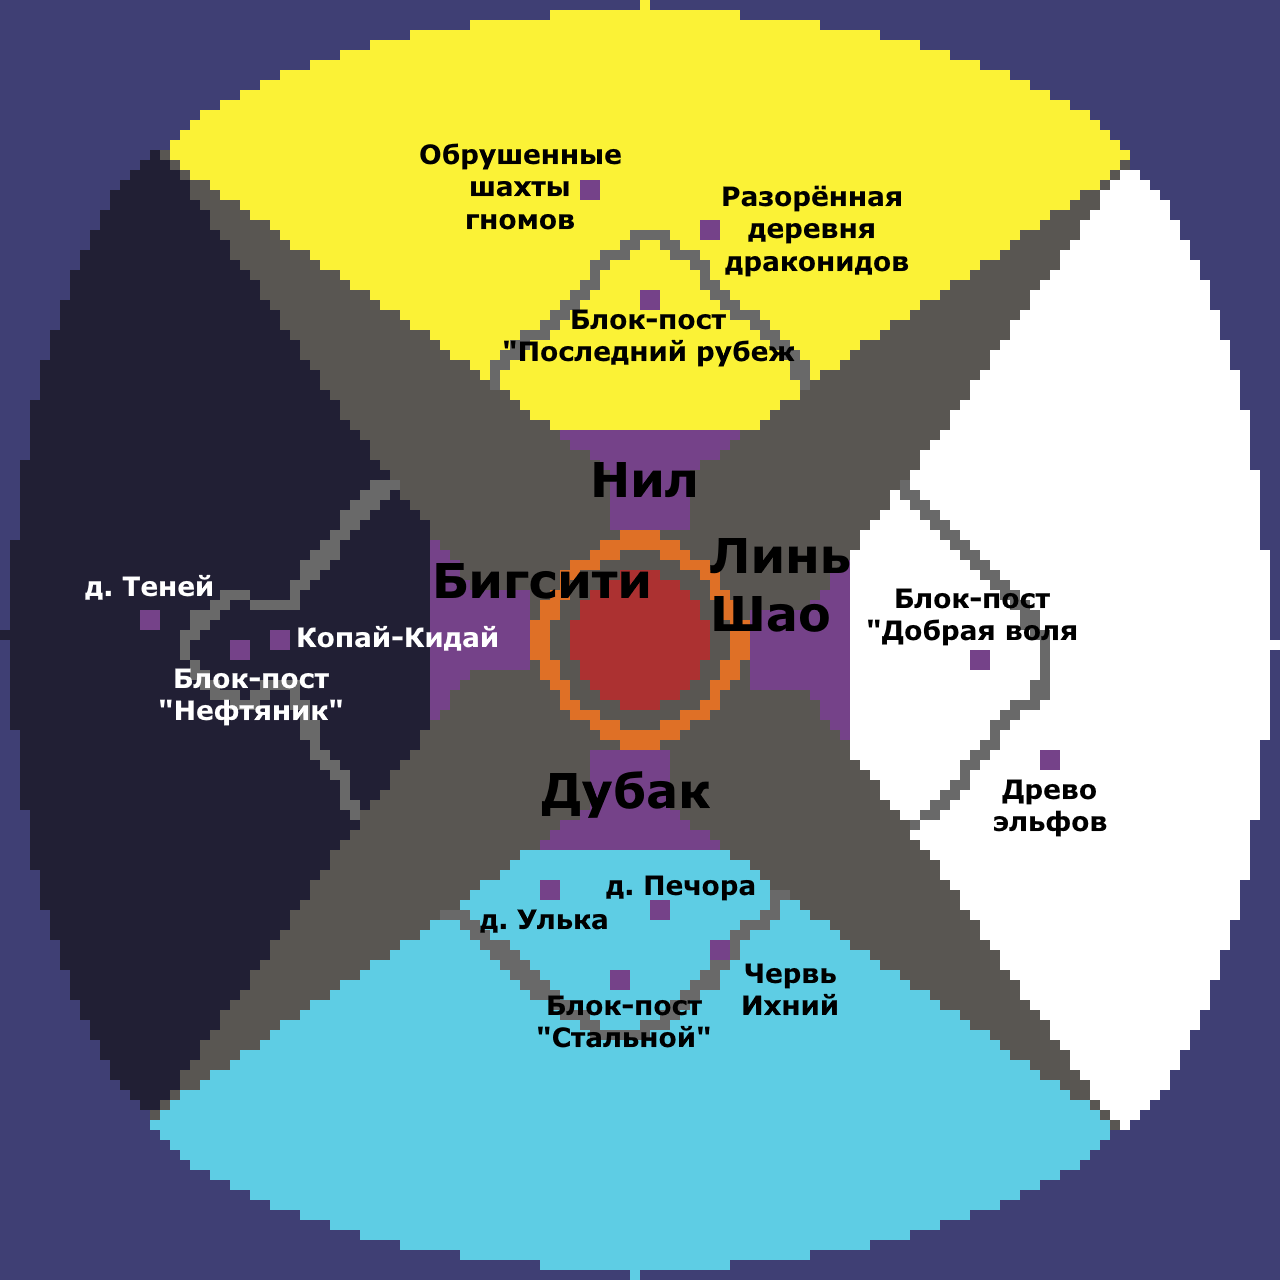 Обрушенные
шахты
гномов
Разорённая
деревня
драконидов
Блок-пост
"Последний рубеж
Нил
Линь
Шао
Бигсити
д. Теней
Копай-Кидай
Блок-пост
"Нефтяник"
Блок-пост
"Добрая воля
Древо
эльфов
Дубак
д. Печора
д. Улька
Червь
Ихний
Блок-пост
"Стальной"